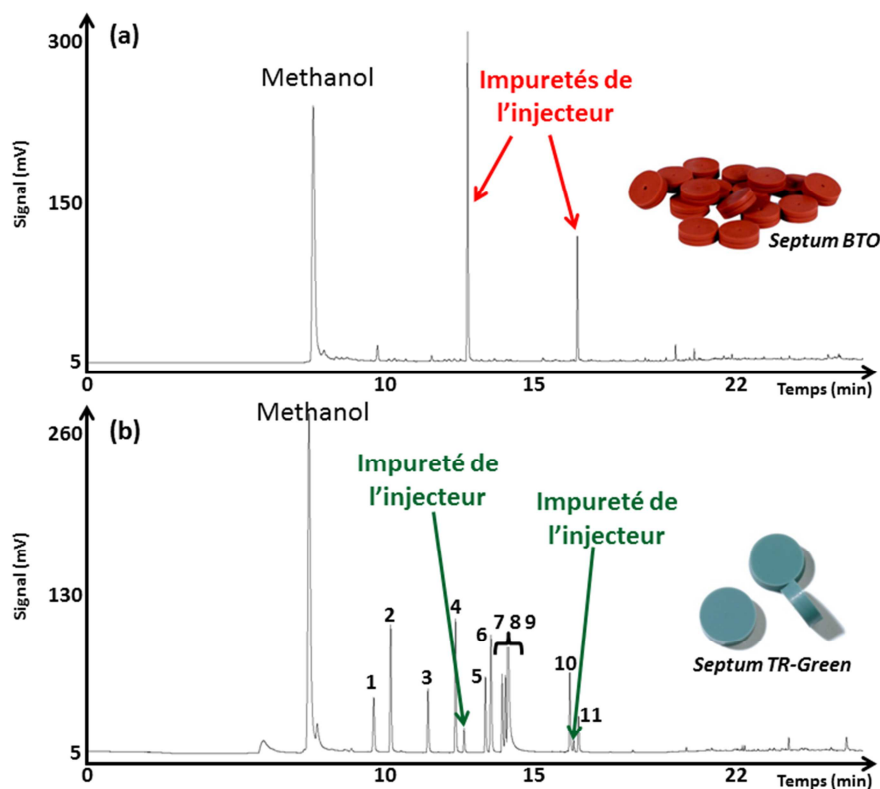 300
(a)
Methanol
Impuretés de
l'injecteur
Signal (mV)
150
Septum BTO
5
0
10
15
22
Temps (min)
Methanol
260
(b)
Impureté de
l'injecteur
Impureté de
l'injecteur
Signal (mV)
130
1
2
3
4
5
6
7 8 9
10
11
Septum TR-Green
5
0
10
15
22
Temps (min)